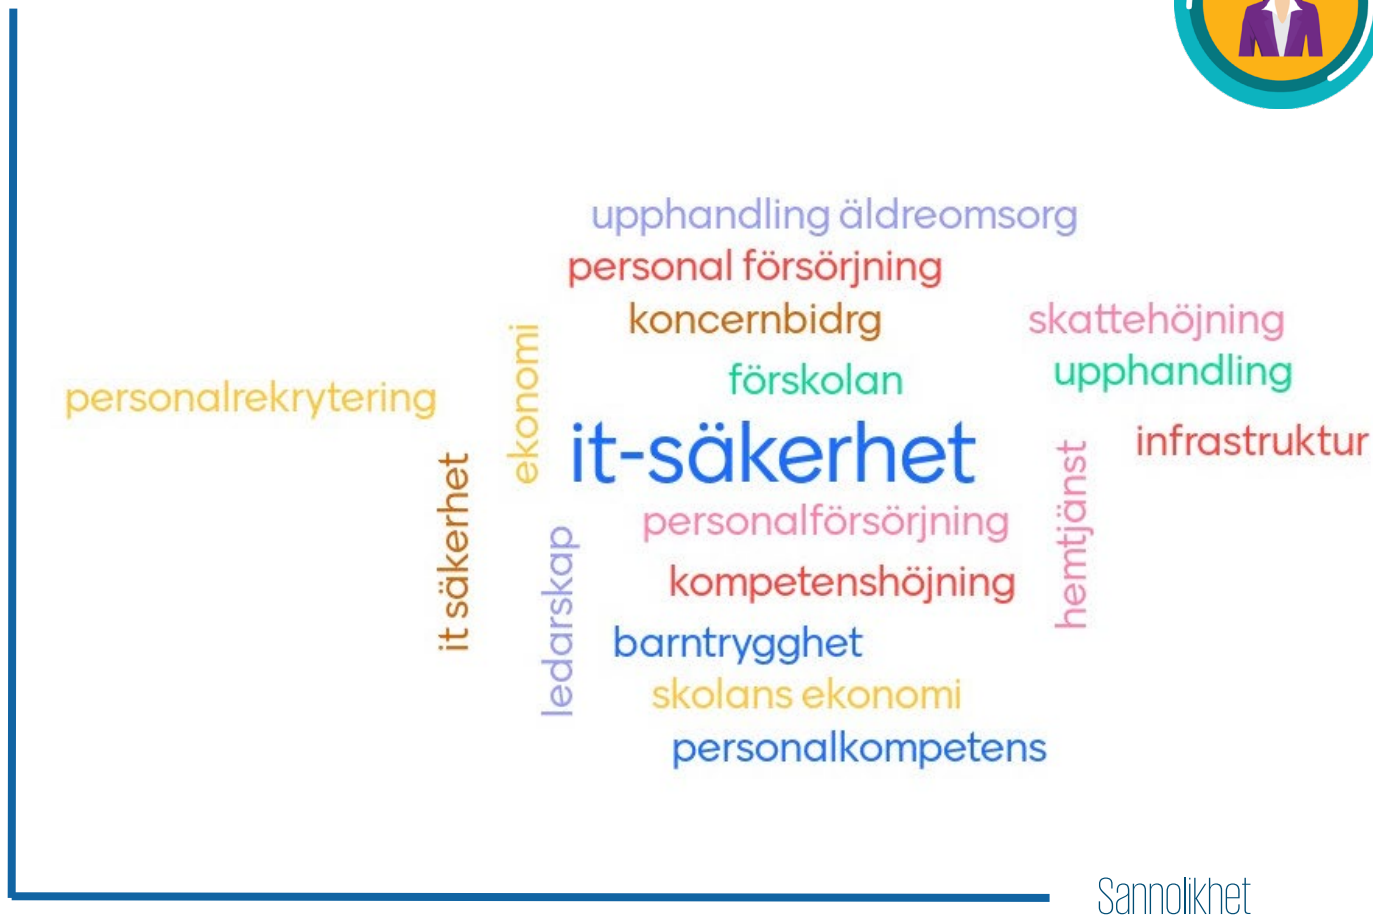 upphandling äldreomsorg
personal försörjning
koncernbidrg
skattehöjning
förskolan
upphandling
personalrekrytering
ekonomi
it-säkerhet
infrastruktur
it säkerhet
personalförsörjning
hemtjänst
kompetenshöjning
ledarskap
barntrygghet
skolans ekonomi
personalkompetens
Sannolikhet